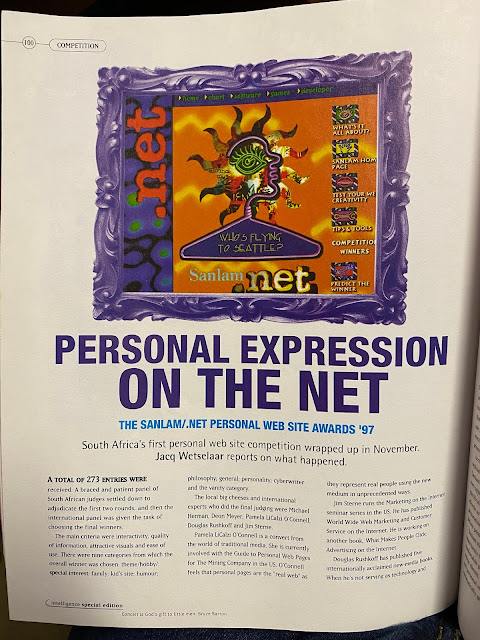 100
COMPETITION
home chart software games developer
.net
WHAT'S IT
ALL ABOUT?
SANLAM HOM
PAGE
TEST YOUR WE
CREATIVITY
TIPS & TOOLS
COMPETITIO
WINNERS
PREDICT THE
WINNER
WHO'S FLYING
TO SEATTLE?
Sanlam .net
PERSONAL EXPRESSION
ON THE NET
THE SANLAM/.NET PERSONAL WEB SITE AWARDS '97
South Africa's first personal web site competition wrapped up in November.
Jacq Wetselaar reports on what happened.
A TOTAL OF 273 ENTRIES WERE
received. A braced and patient panel of
South African judges settled down to
adjudicate the first two rounds, and then the
international panel was given the task of
choosing the final winners.
The main criteria were interactivity, quality
of information, attractive visuals and ease of
use. There were nine categories from which the
overall winner was chosen: theme/hobby/
special interest; family; kid's site; humour;
philosophy; general; personality; cyberwriter
and the vanity category.
The local big cheeses and international
experts who did the final judging were Michael
Herman, Deon Meyer, Pamela LiCalzi O'Connell,
Douglas Rushkoff and Jim Sterne.
Pamela LiCalzi O'Connell is a convert from
the world of traditional media. She is currently
involved with the Guide to Personal Web Pages
for The Mining Company in the US. O'Connell
feels that personal pages are the "real web" as
they represent real people using the new
medium in unprecedented ways.
Jim Sterne runs the Marketing on the Internet
seminar series in the US. He has published
World Wide Web Marketing and Customer
Service on the Internet. He is working on
another book, What Makes People Click:
Advertising on the Internet.
Douglas Rushkoff has published five
internationally acclaimed new-media books.
When he's not serving as technology and
intelligence special edition
Concert is God's gift to little men. Bruce Barton